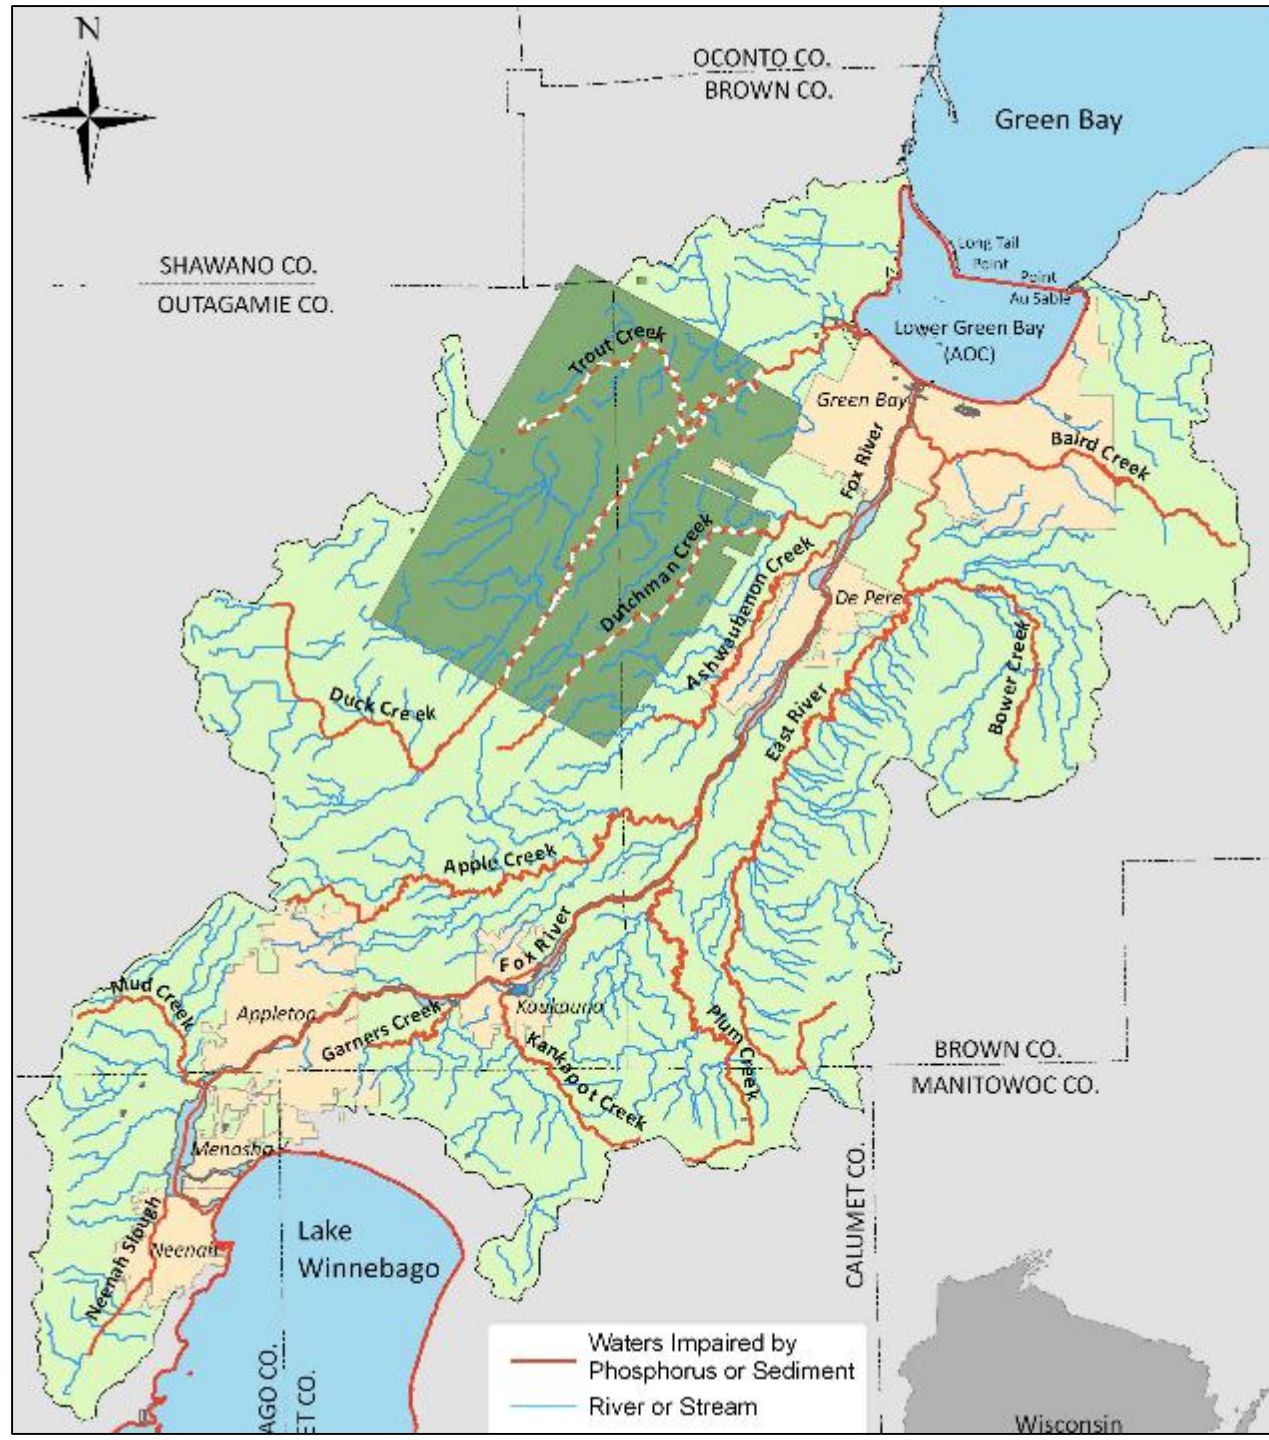 N
OCONTO CO.
BROWN CO.
Green Bay
SHAWANO CO.
OUTAGAMIE CO.
Long Tail
Point
Point
Au Sable
Lower Green Bay
(AOC)
Trout Creek
Green Bay
Fox River
Baird Creek
Dutchman Creek
Ashwaubenon Creek
De Pere
Duck Creek
East River
Bower Creek
Apple Creek
Fox River
Mud Creek
Appleton
Garners Creek
Kaukauna
Kankapot Creek
Plum Creek
BROWN CO.
MANITOWOC CO.
Menasha
CALUMET CO.
Neenah Slough
Neenah
Lake
Winnebago
AGO CO.
ET CO.
Waters Impaired by
Phosphorus or Sediment
River or Stream
Wisconsin